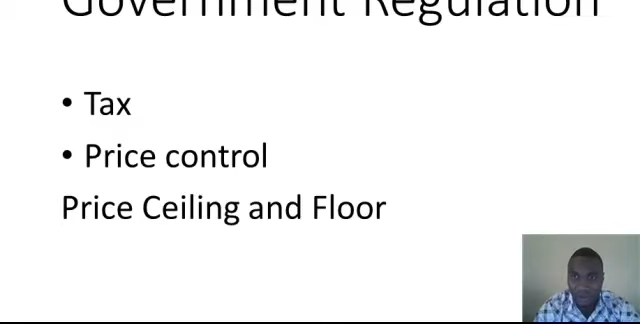 Government Regulation
• Tax
• Price control
Price Ceiling and Floor